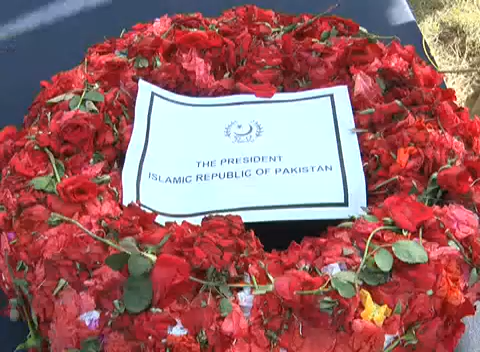 THE PRESIDENT
ISLAMIC REPUBLIC OF PAKISTAN